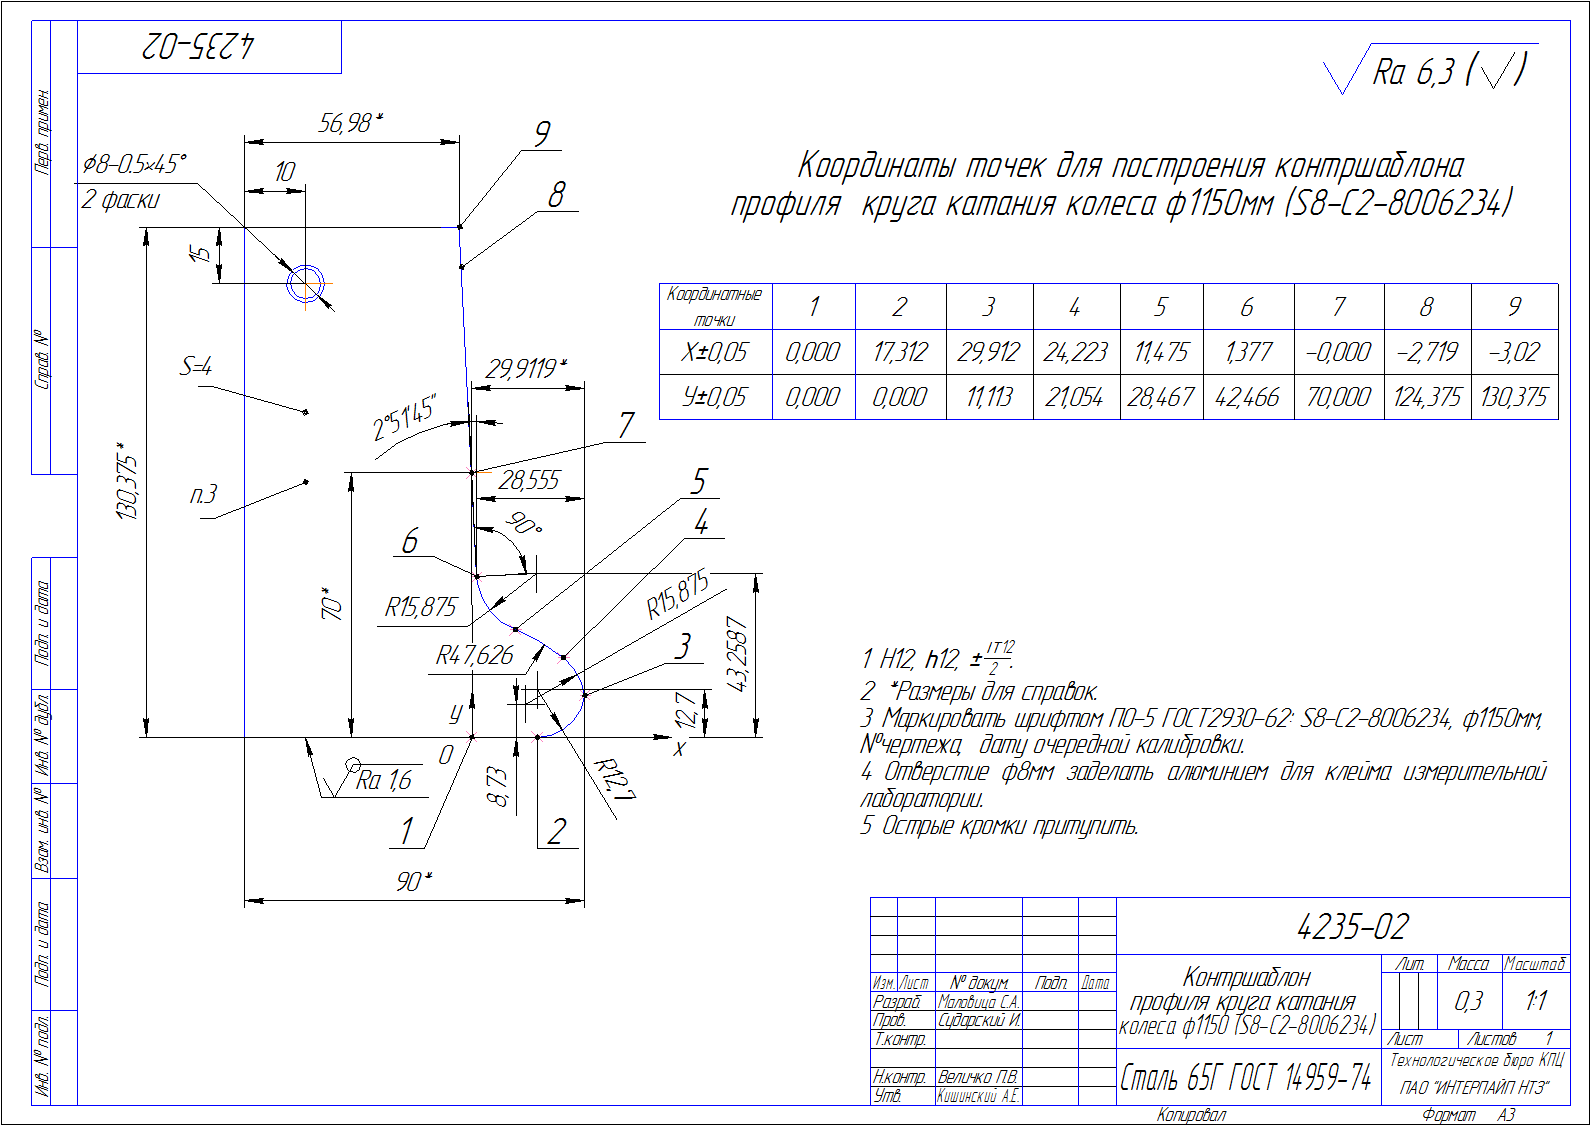 4235-02
Ra 6,3 (√)
Перв. примен.
Справ. №
Подп. и дата
Инв. № дубл.
Взам. инв. №
Подп. и дата
Инв. № подл.
56,98*
9
ϕ8-0.5×45°
2 фаски
10
8
15
S=4
29,9119*
2°51'45"
7
130,375*
п.3
28,555
5
90°
4
6
70*
R15,875
R15,875
R47,626
3
43,2587
12,7
У
0
X
8,73
R12,7
Ra 1,6
1
2
90*
Координаты точек для построения контршаблона
профиля круга катания колеса ϕ1150мм (S8-C2-8006234)
Координатные точки 1 2 3 4 5 6 7 8 9
X±0,05 0,000 17,312 29,912 24,223 11,475 1,377 -0,000 -2,719 -3,02
У±0,05 0,000 0,000 11,113 21,054 28,467 42,466 70,000 124,375 130,375
1 H12, h12, ±IT12/2.
2 *Размеры для справок.
3 Маркировать шрифтом ПО-5 ГОСТ2930-62: S8-C2-8006234, ϕ1150мм,
№чертежа, дату очередной калибровки.
4 Отверстие ϕ8мм заделать алюминием для клейма измерительной
лаборатории.
5 Острые кромки притупить.
4235-02
Изм. Лист № докум. Подп. Дата
Разраб. Маловица С.А.
Пров. Сударский И.
Т.контр.
Н.контр. Величко П.В.
Утв. Кишинский А.Е.
Контршаблон
профиля круга катания
колеса ϕ1150 (S8-C2-8006234)
Лит. Масса Масштаб
0,3 1:1
Лист Листов 1
Сталь 65Г ГОСТ 14959-74
Технологическое бюро КПЦ
ПАО "ИНТЕРПАЙП НТЗ"
Копировал Формат А3